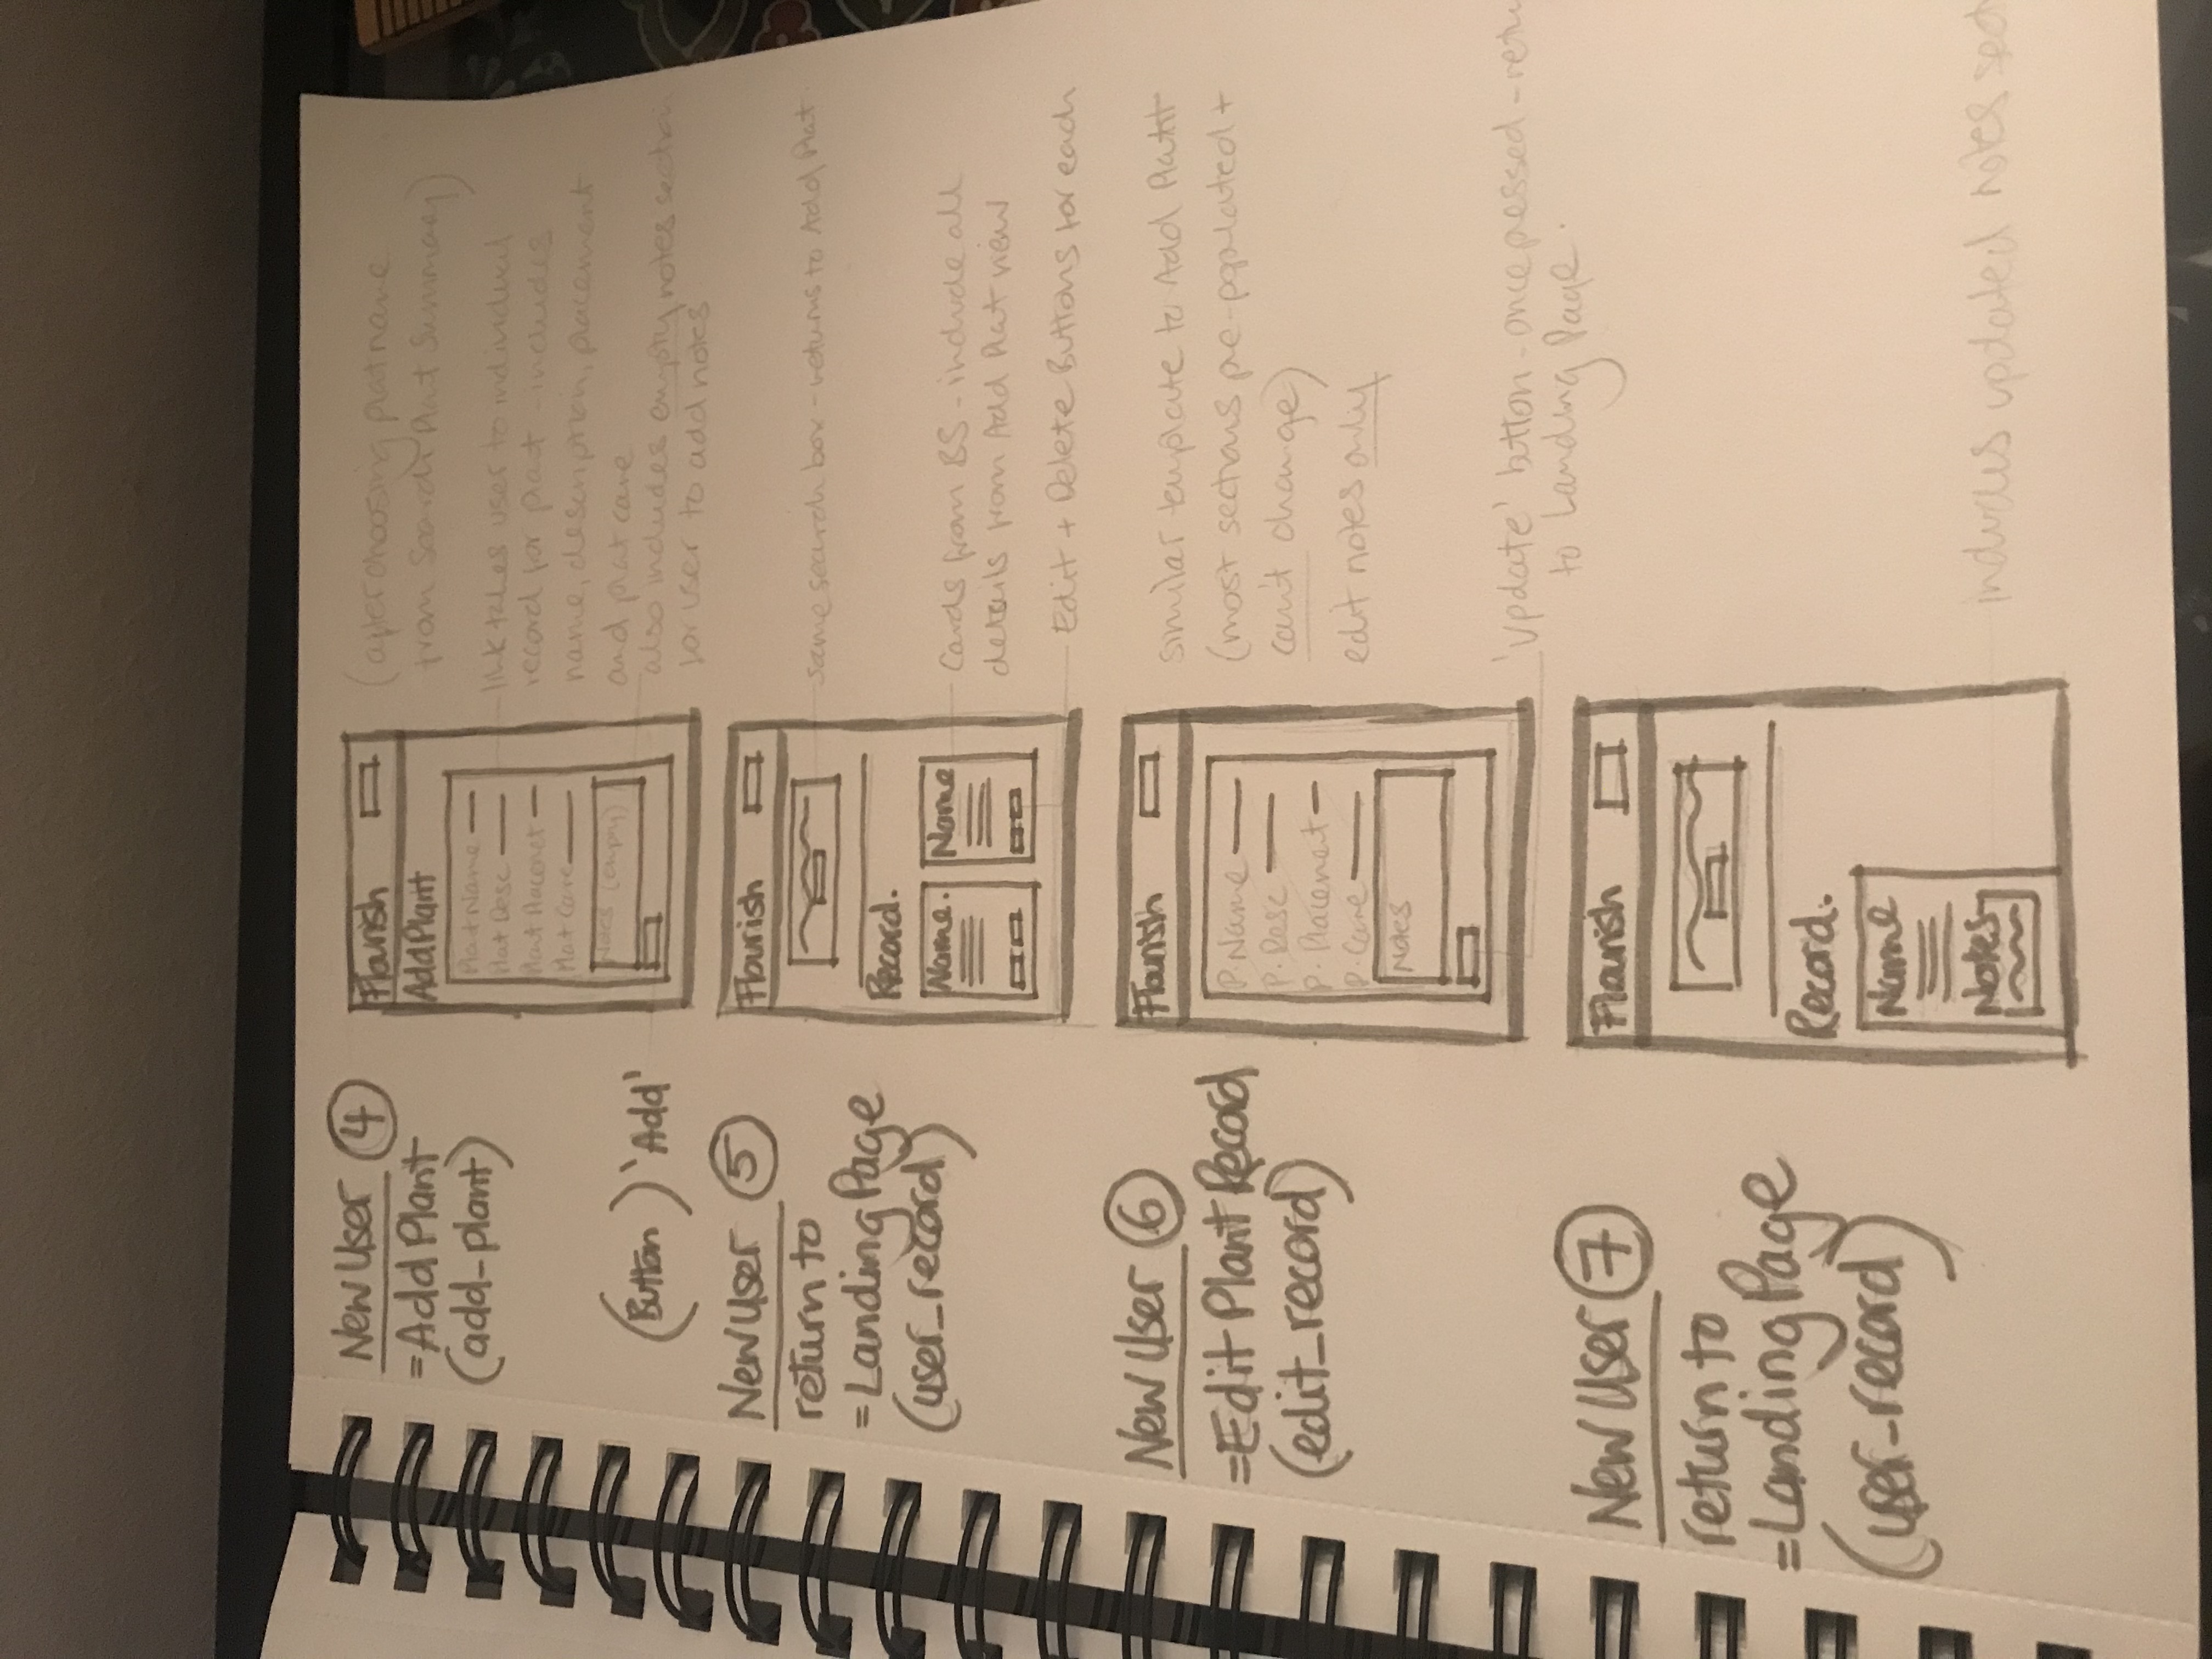 New User 4
= Add Plant
(add-plant)
(Button) 'Add'
Flourish
Add Plant
Plant Name
Plant Desc
Plant Placement
Plant Care
Notes (empty)
(after choosing plant name
from Search Plant Summary)
link takes user to individual
record for plant - includes
name, description, placement
and plant care
also includes empty notes section
for user to add notes
New User 5
return to
= Landing Page
(user_record)
Flourish
Record.
Name.
Name
same search box - returns to Add Plant
Cards from BS - include all
details from Add Plant view
Edit + Delete Buttons for each
New User 6
= Edit Plant Record
(edit_record)
Flourish
P. Name
P. Desc
P. Placement
P. Care
Notes
similar template to Add Plant
(most sections pre-populated +
can't change)
edit notes only
'update' button - once pressed - retu
to Landing Page.
New User 7
return to
= Landing Page
(user_record)
Flourish
Record.
Name
Notes
includes updated notes sect